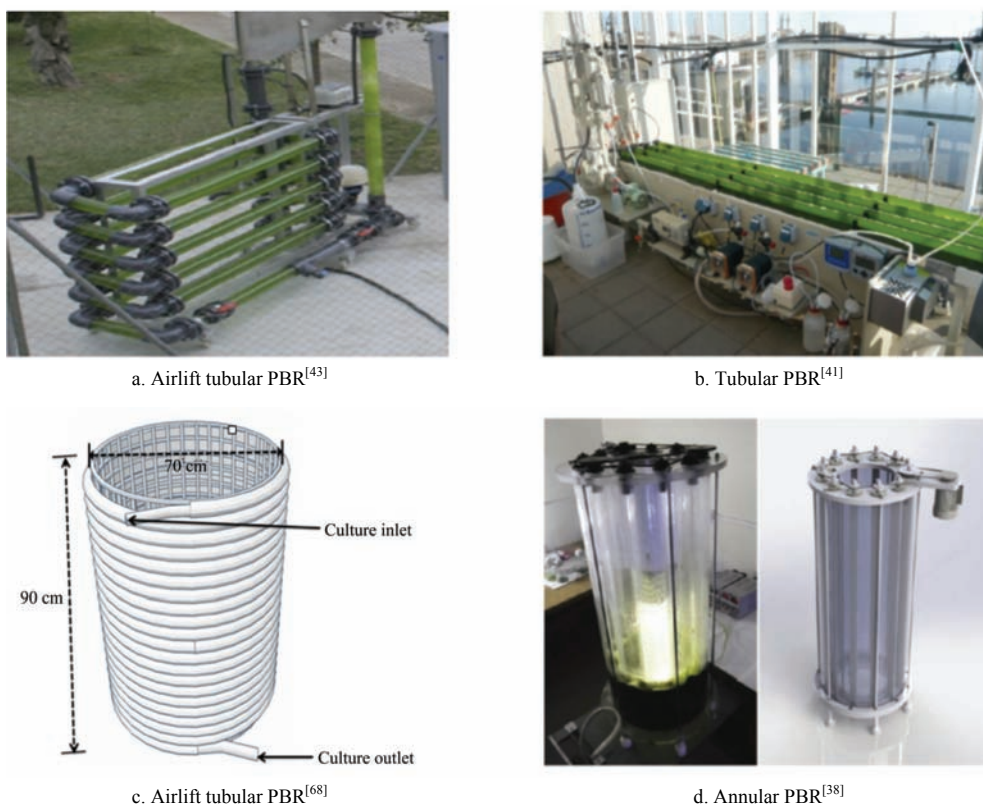 a. Airlift tubular PBR[43]
b. Tubular PBR[41]
70 cm
Culture inlet
90 cm
Culture outlet
c. Airlift tubular PBR[68]
d. Annular PBR[38]